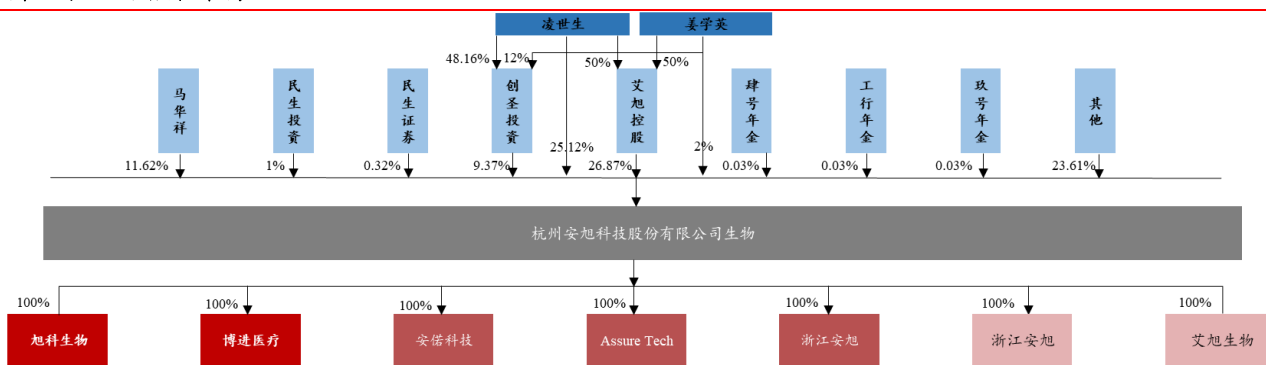 凌世生
姜学英
48.16%
12%
50%
50%
马华祥
民生投资
民生证券
创圣投资
艾旭控股
肆号年金
工行年金
玖号年金
其他
25.12%
2%
11.62%
1%
0.32%
9.37%
26.87%
0.03%
0.03%
0.03%
23.61%
杭州安旭科技股份有限公司生物
100%
100%
100%
100%
100%
100%
100%
旭科生物
博进医疗
安偌科技
Assure Tech
浙江安旭
浙江安旭
艾旭生物